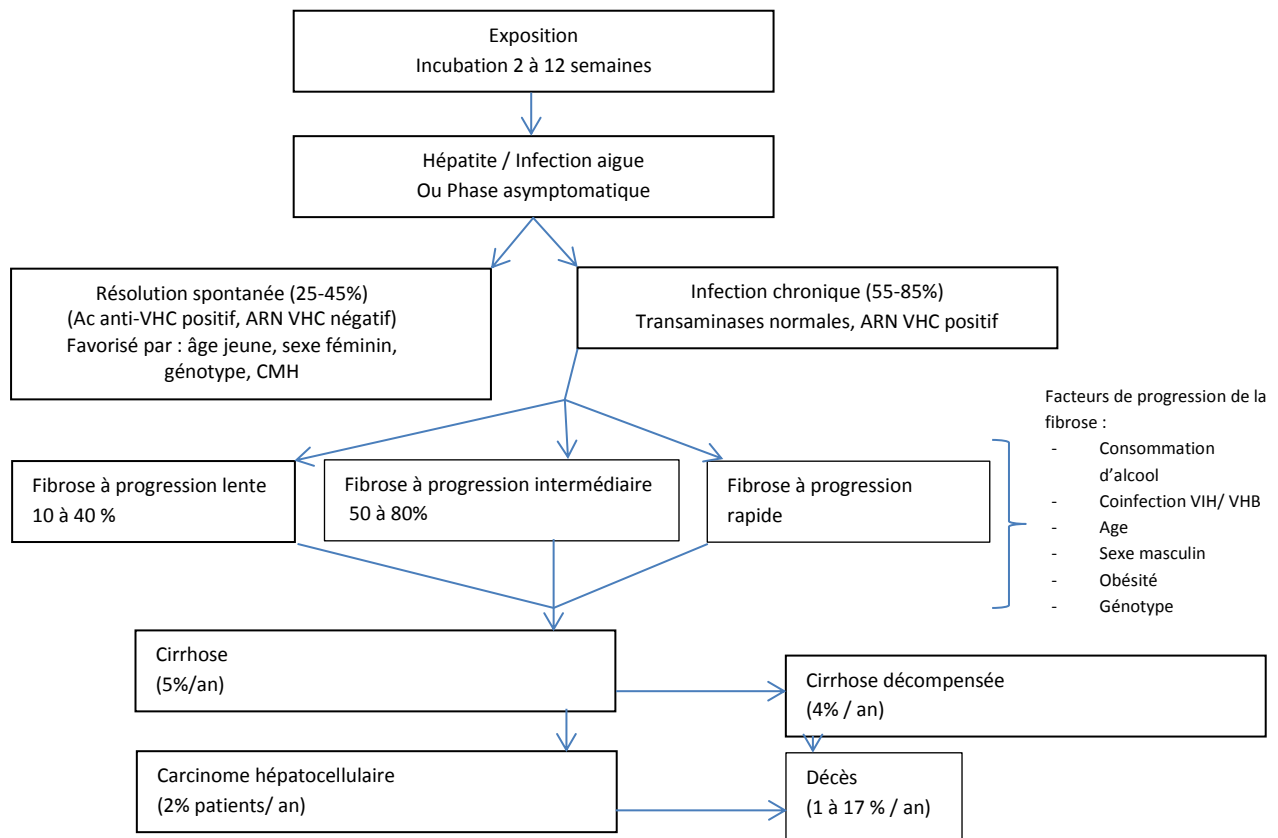 Exposition
Incubation 2 à 12 semaines
Hépatite / Infection aigue
Ou Phase asymptomatique
Résolution spontanée (25-45%)
(Ac anti-VHC positif, ARN VHC négatif)
Favorisé par : âge jeune, sexe féminin,
génotype, CMH
Infection chronique (55-85%)
Transaminases normales, ARN VHC positif
Facteurs de progression de la
fibrose :
- Consommation
d'alcool
- Coinfection VIH/ VHB
- Age
- Sexe masculin
- Obésité
- Génotype
Fibrose à progression lente
10 à 40 %
Fibrose à progression intermédiaire
50 à 80%
Fibrose à progression
rapide
Cirrhose
(5%/an)
Cirrhose décompensée
(4% / an)
Carcinome hépatocellulaire
(2% patients/ an)
Décès
(1 à 17 % / an)